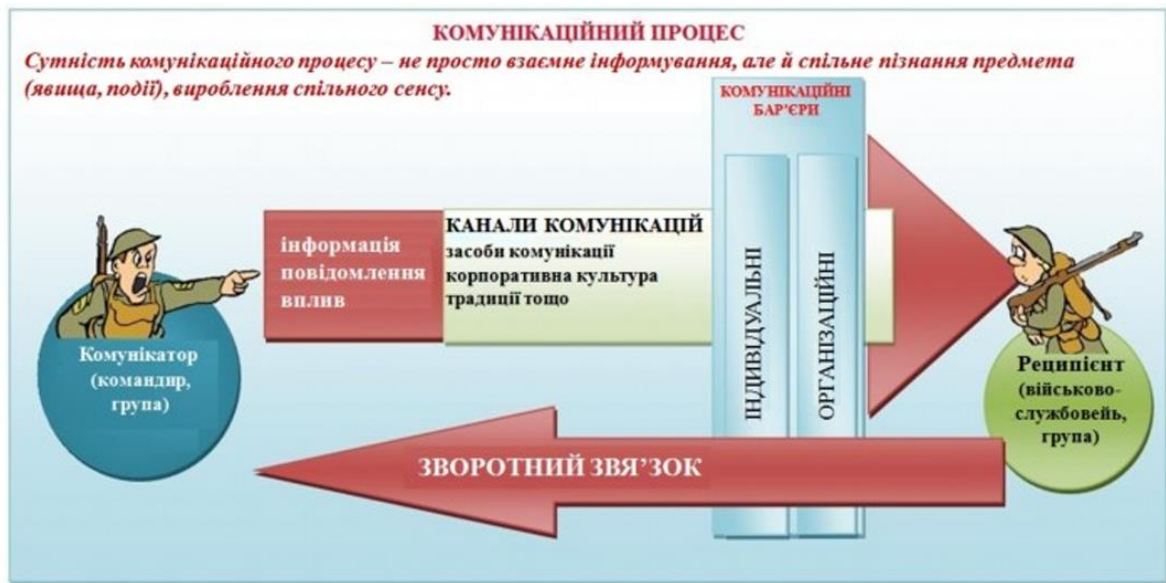 КОМУНІКАЦІЙНИЙ ПРОЦЕС
Сутність комунікаційного процесу – не просто взаємне інформування, але й спільне пізнання предмета
(явища, події), вироблення спільного сенсу.
КОМУНІКАЦІЙНІ
БАР’ЄРИ
інформація
повідомлення
вплив
КАНАЛИ КОМУНІКАЦІЙ
засоби комунікації
корпоративна культура
традиції тощо
ІНДИВІДУАЛЬНІ
ОРГАНІЗАЦІЙНІ
Комунікатор
(командир,
група)
Реципієнт
(військово-
службовейь,
група)
ЗВОРОТНИЙ ЗВЯ’ЗОК